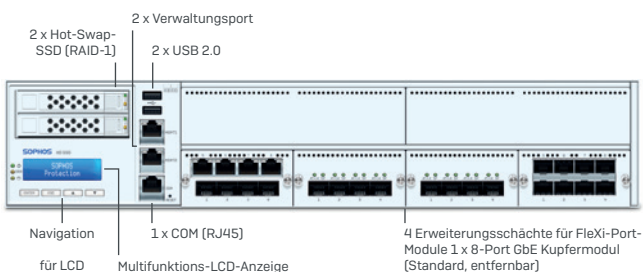 2 x Verwaltungsport
2 x Hot-Swap-
SSD (RAID-1)
2 x USB 2.0
SOPHOS
SOPHOS
Protection
Navigation
für LCD
Multifunktions-LCD-Anzeige
1 x COM (RJ45)
4 Erweiterungsschächte für FleXi-Port-
Module 1 x 8-Port GbE Kupfermodul
(Standard, entfernbar)